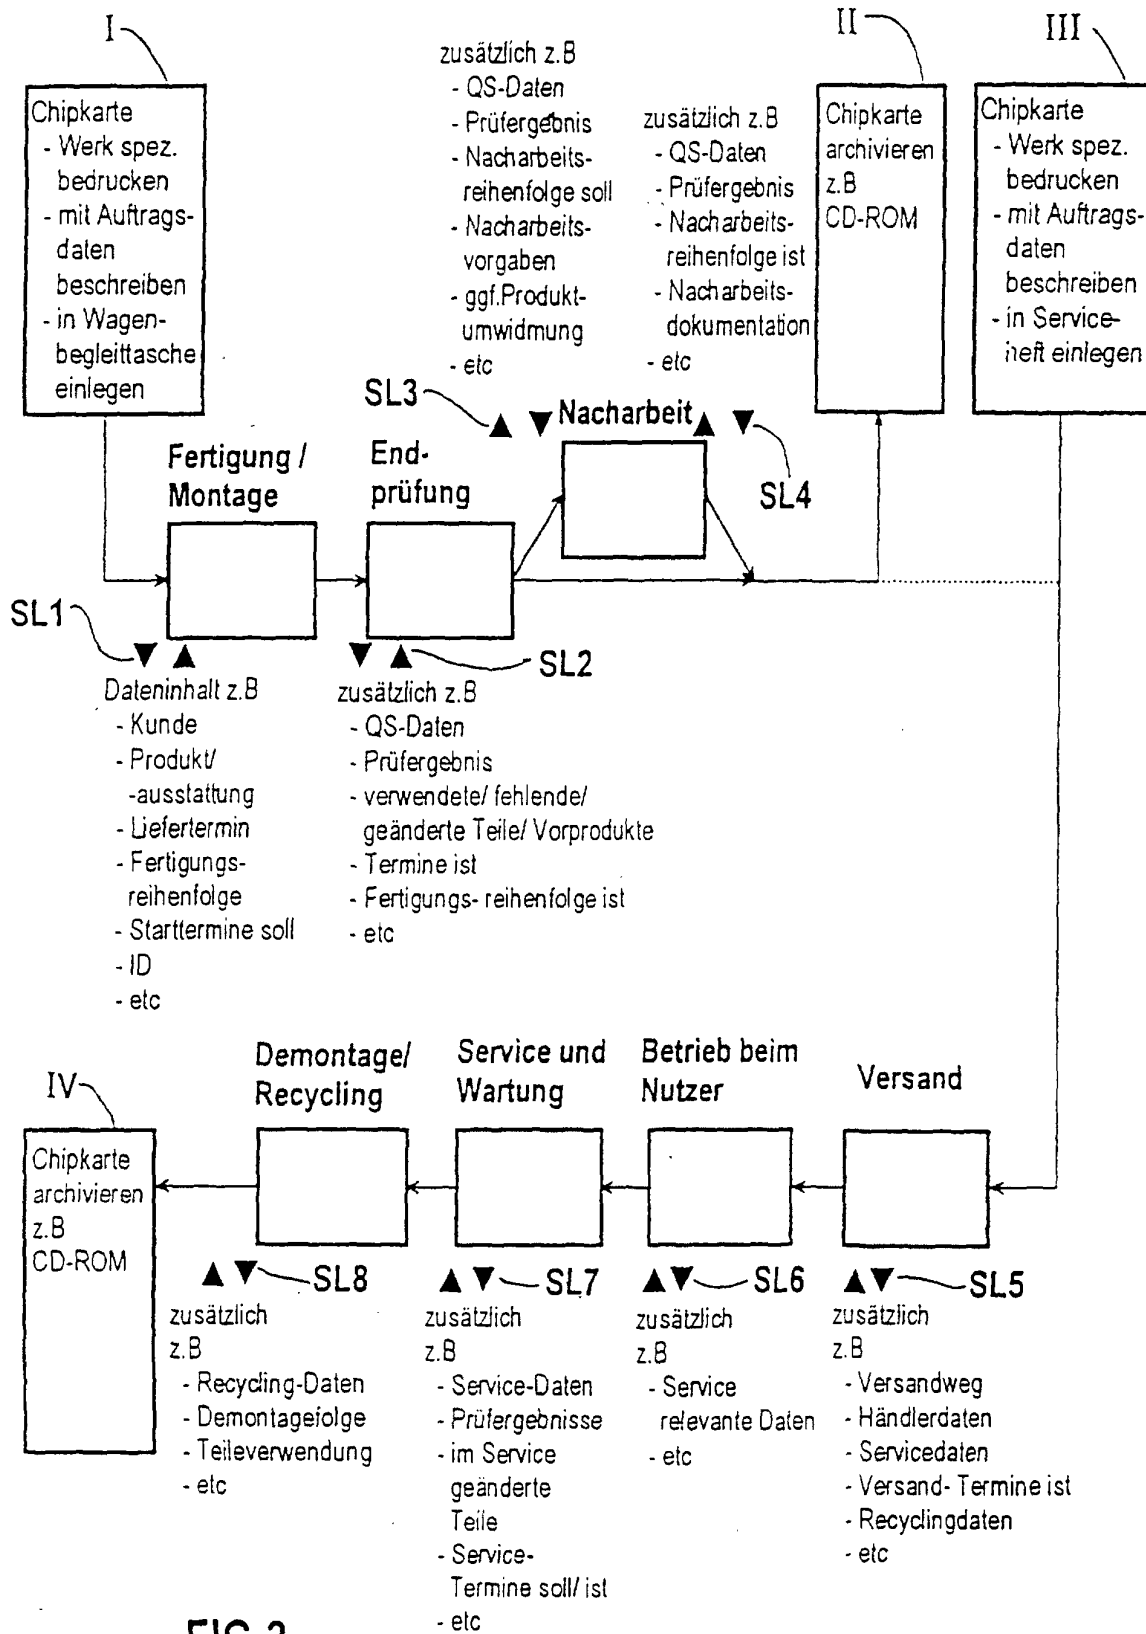 I
Chipkarte
- Werk spez.
bedrucken
- mit Auftrags-
daten
beschreiben
- in Wagen-
begleittasche
einlegen
zusätzlich z.B
- QS-Daten
- Prüfergebnis
- Nacharbeits-
reihenfolge soll
- Nacharbeits-
vorgaben
- ggf.Produkt-
umwidmung
- etc
zusätzlich z.B
- QS-Daten
- Prüfergebnis
- Nacharbeits-
reihenfolge ist
- Nacharbeits-
dokumentation
- etc
II
Chipkarte
archivieren
z.B
CD-ROM
III
Chipkarte
- Werk spez.
bedrucken
- mit Auftrags-
daten
beschreiben
- in Service-
heft einlegen
SL3
Nacharbeit
SL4
Fertigung /
Montage
End-
prüfung
SL1
SL2
Dateninhalt z.B
- Kunde
- Produkt/
-ausstattung
- Liefertermin
- Fertigungs-
reihenfolge
- Starttermine soll
- ID
- etc
zusätzlich z.B
- QS-Daten
- Prüfergebnis
- verwendete/ fehlende/
geänderte Teile/ Vorprodukte
- Termine ist
- Fertigungs- reihenfolge ist
- etc
IV
Chipkarte
archivieren
z.B
CD-ROM
Demontage/
Recycling
Service und
Wartung
Betrieb beim
Nutzer
Versand
SL8
zusätzlich
z.B
- Recycling-Daten
- Demontagefolge
- Teileverwendung
- etc
SL7
zusätzlich
z.B
- Service-Daten
- Prüfergebnisse
- im Service
geänderte
Teile
- Service-
Termine soll/ ist
- etc
SL6
zusätzlich
z.B
- Service
relevante Daten
- etc
SL5
zusätzlich
z.B
- Versandweg
- Händlerdaten
- Servicedaten
- Versand- Termine ist
- Recyclingdaten
- etc